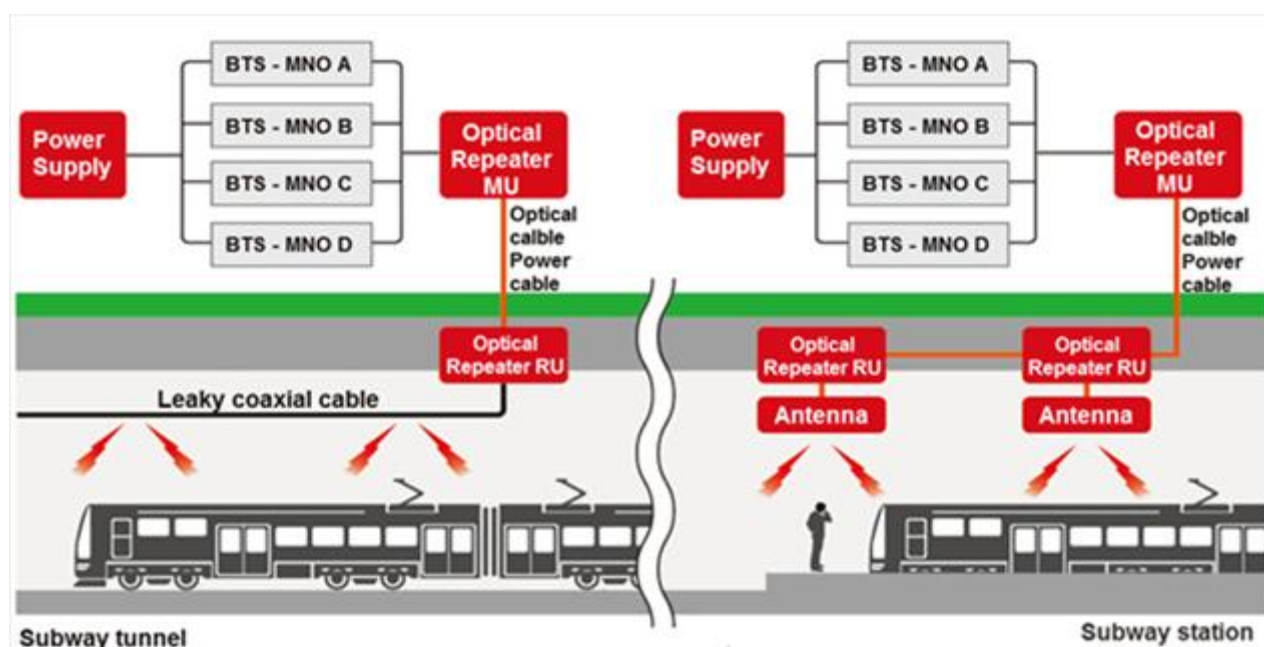 BTS - MNO A
BTS - MNO B
BTS - MNO C
BTS - MNO D
Power
Supply
Optical
Repeater
MU
Optical
calble
Power
cable
Optical
Repeater RU
Leaky coaxial cable
Subway tunnel
BTS - MNO A
BTS - MNO B
BTS - MNO C
BTS - MNO D
Power
Supply
Optical
Repeater
MU
Optical
calble
Power
cable
Optical
Repeater RU
Optical
Repeater RU
Antenna
Antenna
Subway station